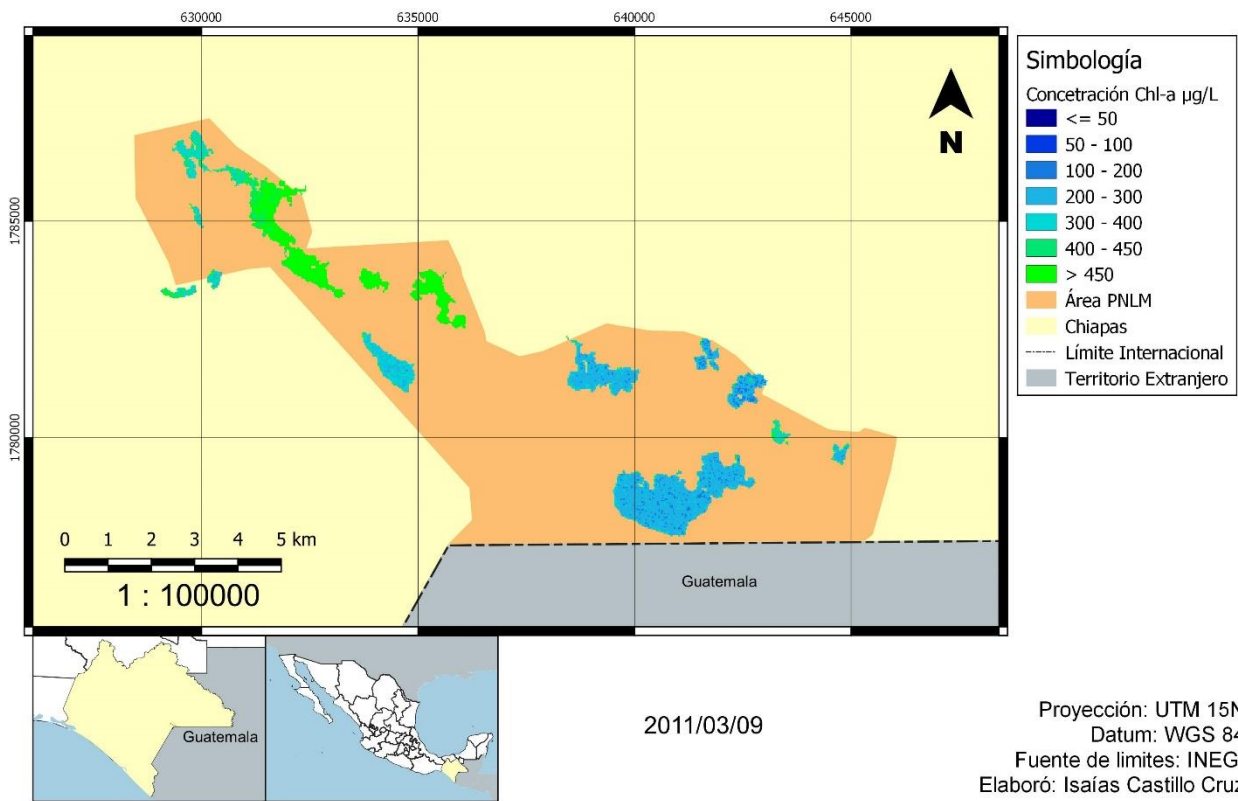 630000
635000
640000
645000
1785000
1780000
N
0 1 2 3 4 5 km
1 : 100000
Guatemala
Simbología
Concetración Chl-a µg/L
<= 50
50 - 100
100 - 200
200 - 300
300 - 400
400 - 450
> 450
Área PNLM
Chiapas
Límite Internacional
Territorio Extranjero
Guatemala
2011/03/09
Proyección: UTM 15N
Datum: WGS 84
Fuente de limites: INEG
Elaboró: Isaías Castillo Cruz